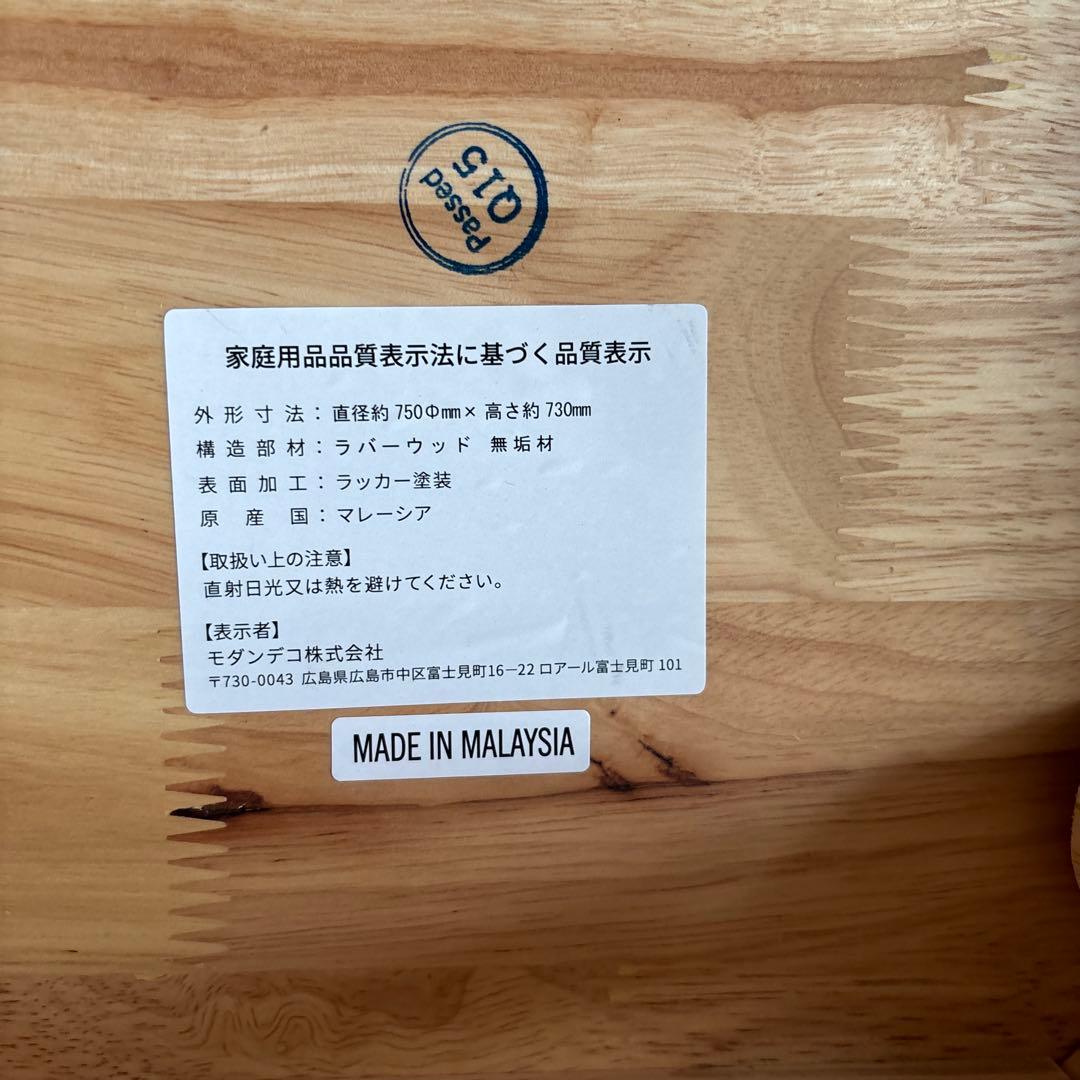 Passed
Q15
家庭用品品質表示法に基づく品質表示
外形寸法：直径約750Φmm×高さ約730mm
構造部材：ラバーウッド 無垢材
表面加工：ラッカー塗装
原産国：マレーシア
【取扱い上の注意】
直射日光又は熱を避けてください。
【表示者】
モダンデコ株式会社
〒730-0043 広島県広島市中区富士見町16－22 ロアール富士見町 101
MADE IN MALAYSIA